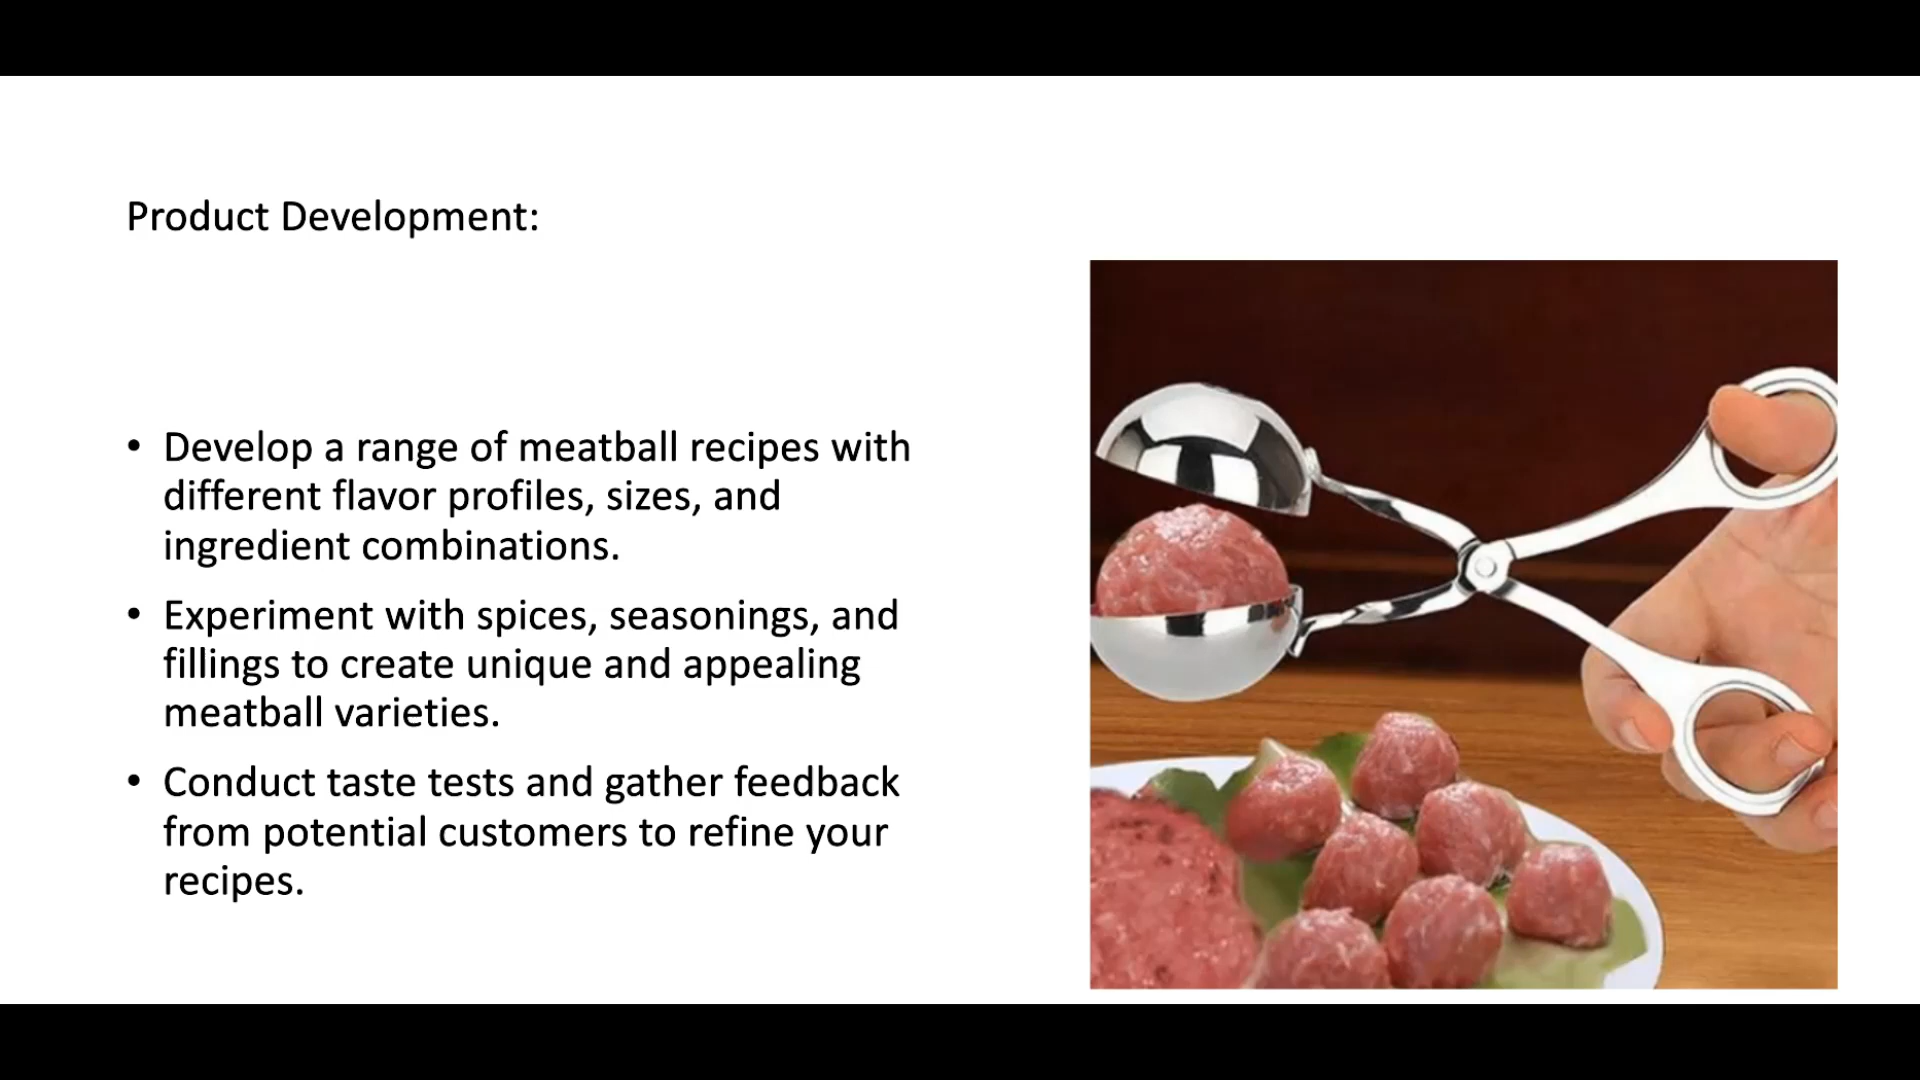 Product Development:
• Develop a range of meatball recipes with
different flavor profiles, sizes, and
ingredient combinations.
• Experiment with spices, seasonings, and
fillings to create unique and appealing
meatball varieties.
• Conduct taste tests and gather feedback
from potential customers to refine your
recipes.